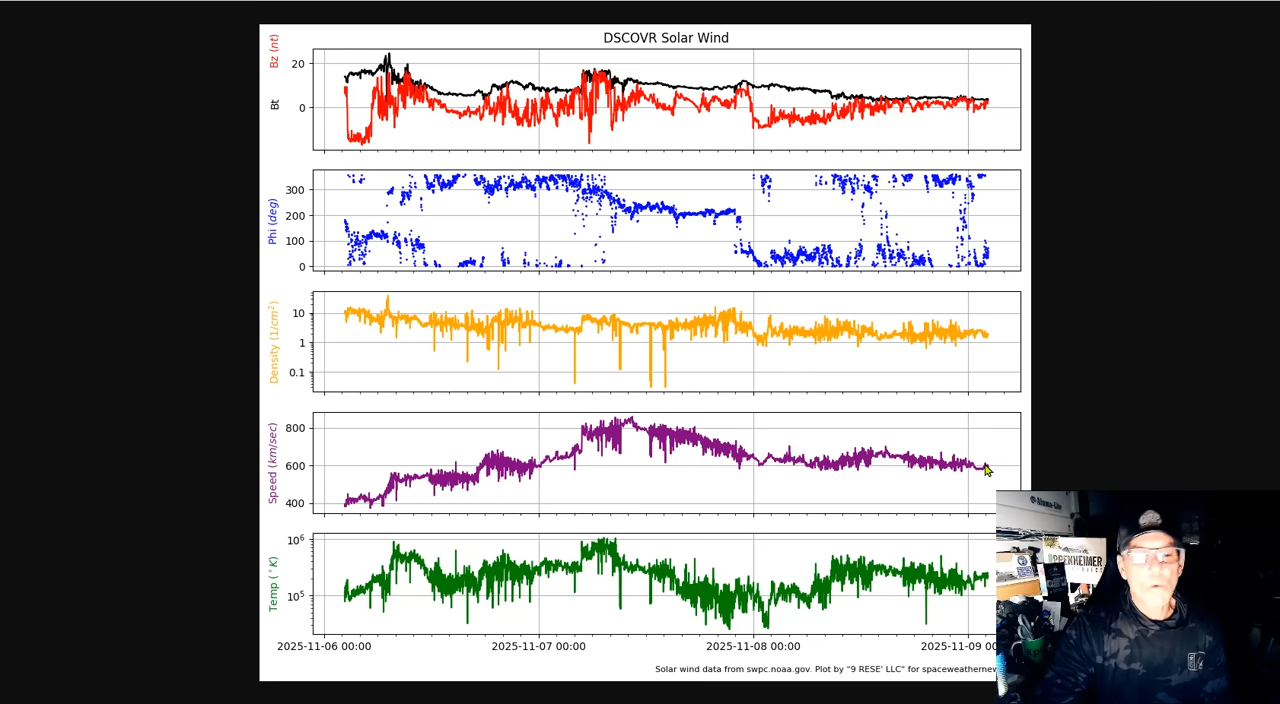 DSCOVR Solar Wind
Bz (nt)
Bt
20
0
Phi (deg)
300
200
100
0
Density (1/cm²)
10
1
0.1
Speed (km/sec)
800
600
400
Temp (°K)
10⁶
10⁵
2025-11-06 00:00
2025-11-07 00:00
2025-11-08 00:00
2025-11-09 00
Solar wind data from swpc.noaa.gov. Plot by "9 RESE' LLC" for spaceweathernew
PPENHEIMER